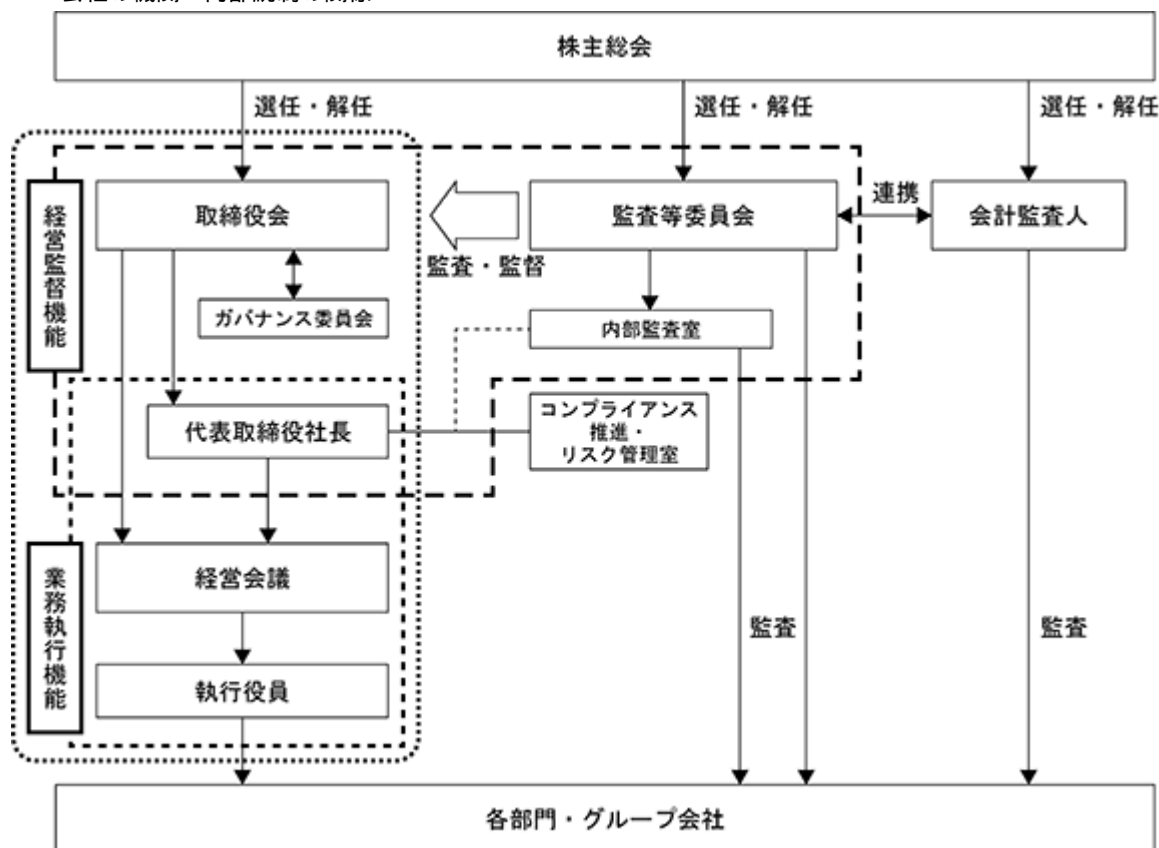 株主総会
選任・解任
選任・解任
選任・解任
経営監督機能
取締役会
監査等委員会
連携
会計監査人
監査・監督
ガバナンス委員会
内部監査室
代表取締役社長
コンプライアンス
推進・
リスク管理室
業務執行機能
経営会議
執行役員
監査
監査
各部門・グループ会社